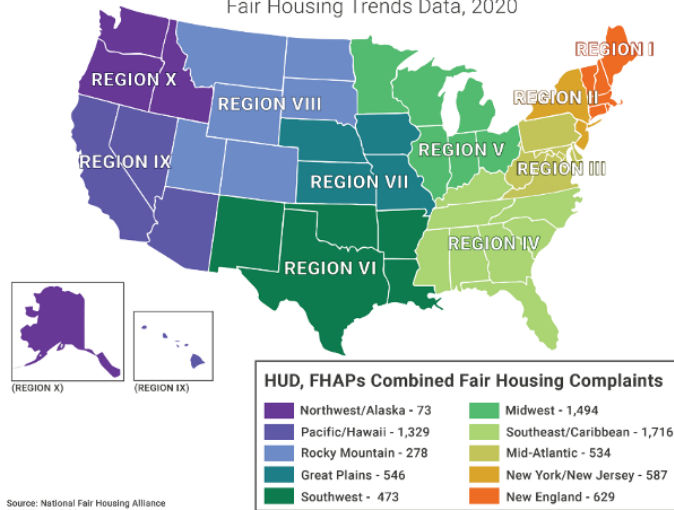 Fair Housing Trends Data, 2020
REGION I
REGION X
REGION II
REGION VIII
REGION V
REGION IX
REGION III
REGION VII
REGION IV
REGION VI
(REGION X)
(REGION IX)
HUD, FHAPs Combined Fair Housing Complaints
Northwest/Alaska - 73
Pacific/Hawaii - 1,329
Rocky Mountain - 278
Great Plains - 546
Southwest - 473
Midwest - 1,494
Southeast/Caribbean - 1,716
Mid-Atlantic - 534
New York/New Jersey - 587
New England - 629
Source: National Fair Housing Alliance